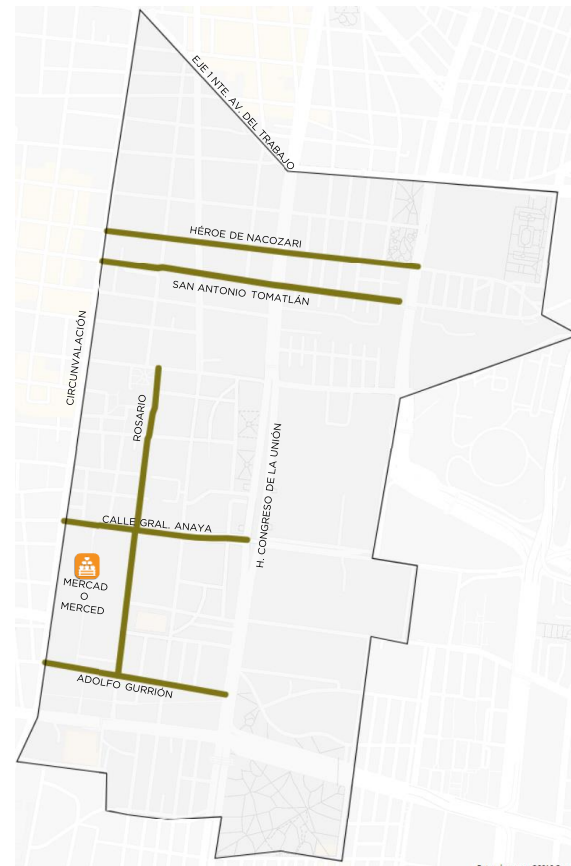 EJE 1 NTE. AV. DEL TRABAJO
HÉROE DE NACOZARI
SAN ANTONIO TOMATLÁN
CIRCUNVALACIÓN
ROSARIO
H. CONGRESO DE LA UNIÓN
CALLE GRAL. ANAYA
MERCAD
O
MERCED
ADOLFO GURRIÓN